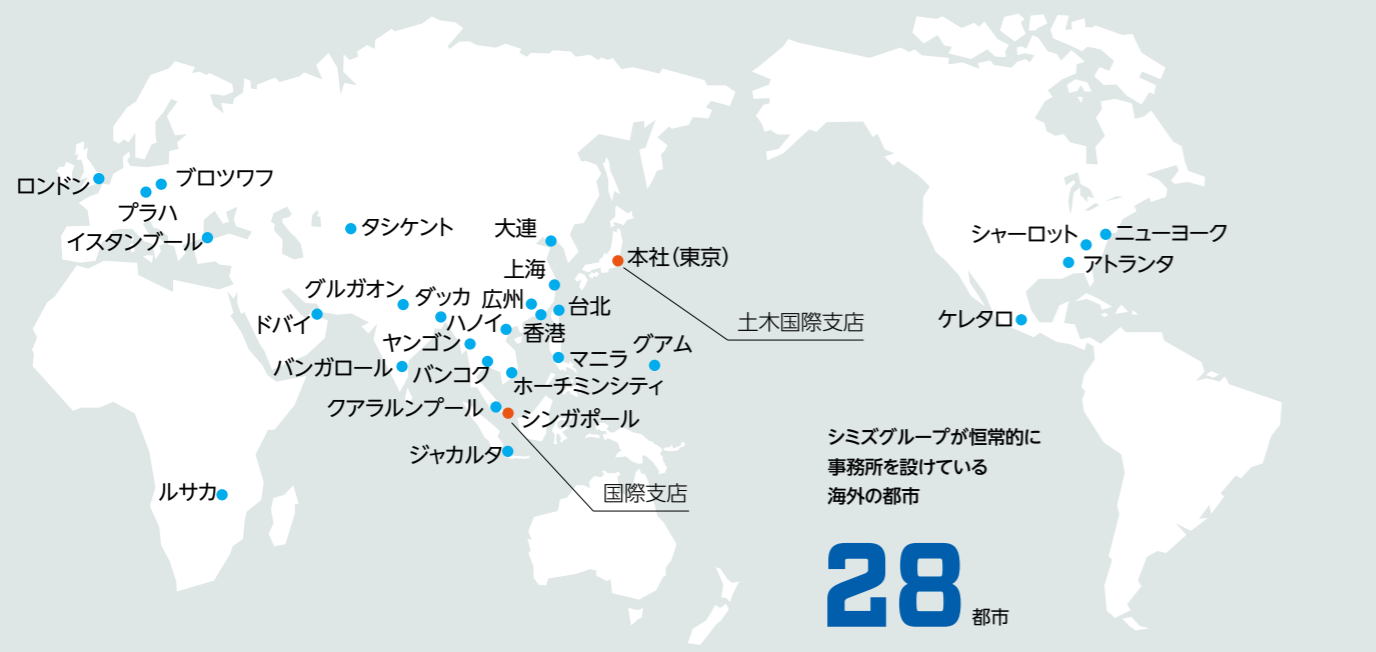 ロンドン
ブロツワフ
プラハ
イスタンブール
タシケント
大連
本社（東京）
上海
グルガオン
ダッカ
広州
台北
ドバイ
ハノイ
香港
土木国際支店
ヤンゴン
マニラ
グアム
バンガロール
バンコク
ホーチミンシティ
クアラルンプール
シンガポール
ジャカルタ
国際支店
ルサカ
シャーロット
ニューヨーク
アトランタ
ケレタロ
シミズグループが恒常的に
事務所を設けている
海外の都市
28都市